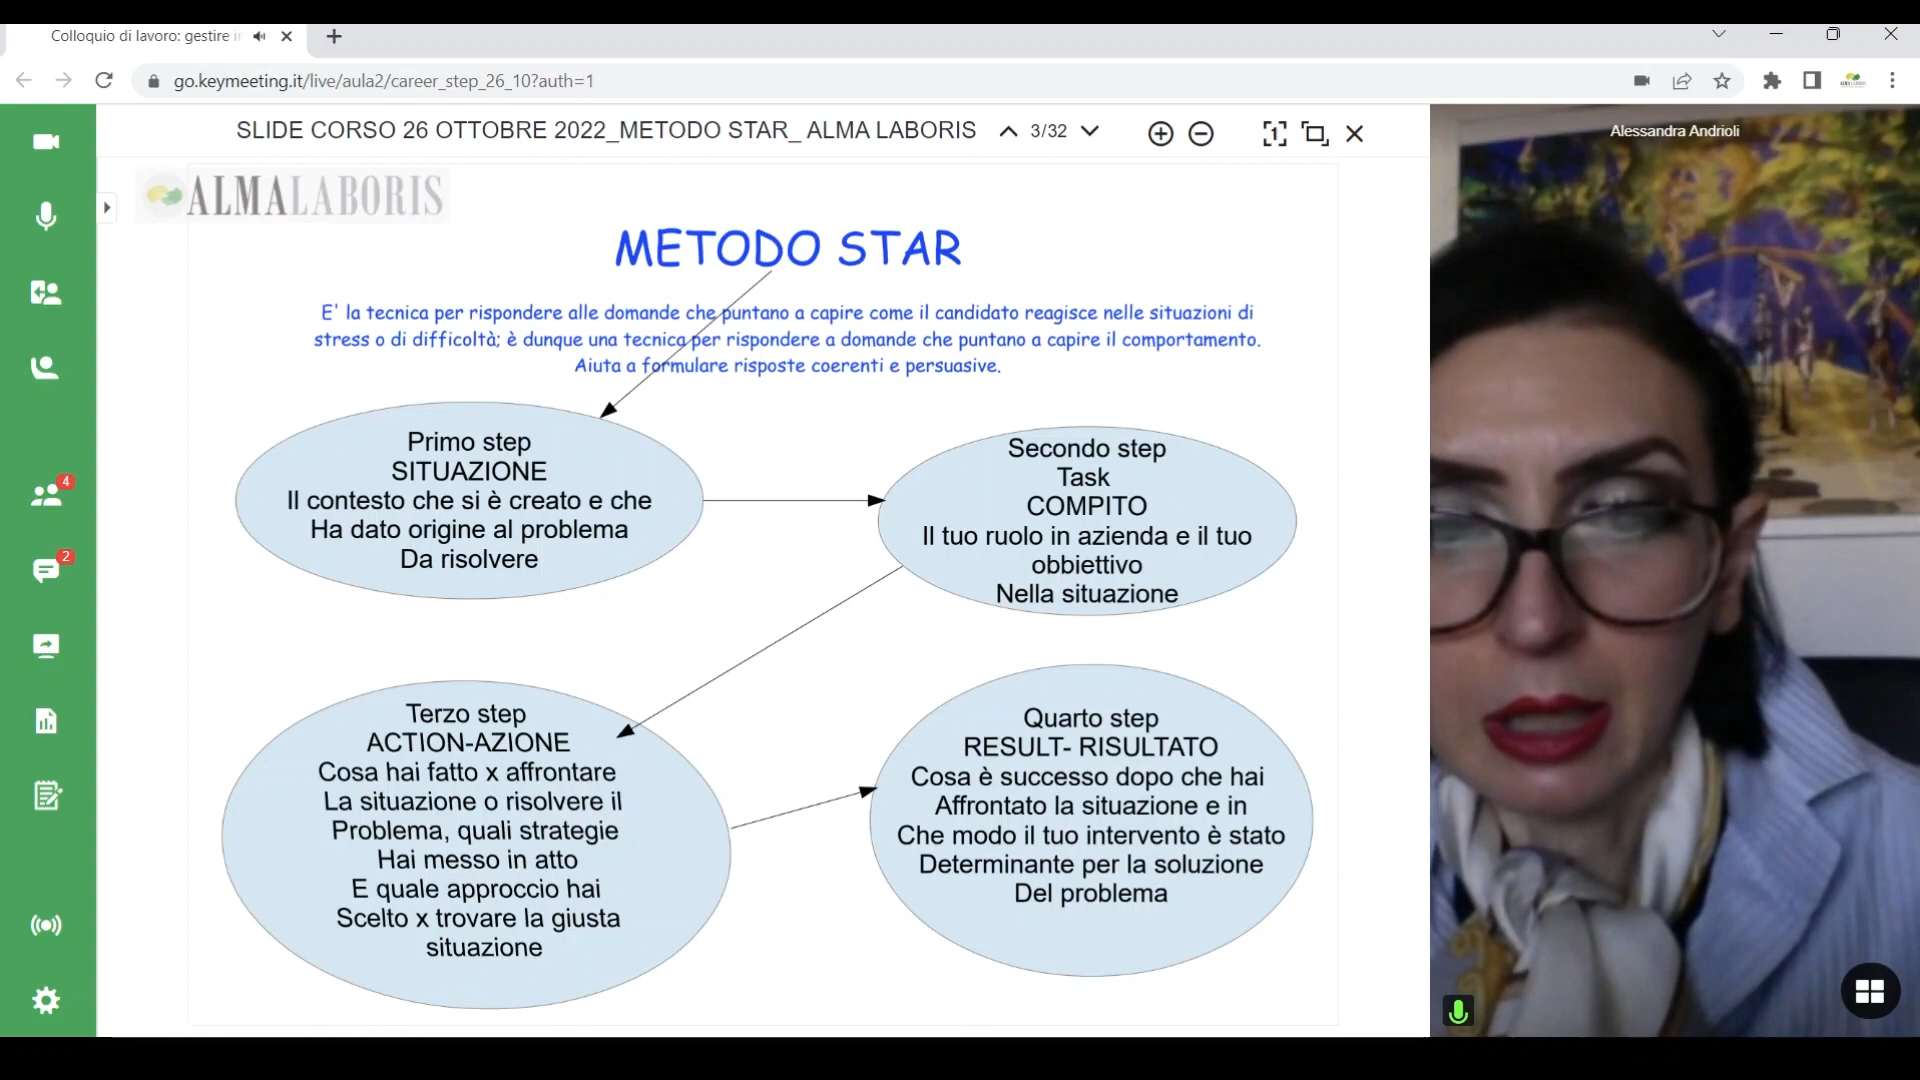 Colloquio di lavoro: gestire
go.keymeeting.it/live/aula2/career_step_26_10?auth=1
SLIDE CORSO 26 OTTOBRE 2022_METODO STAR_ ALMA LABORIS
3/32
ALMALABORIS
METODO STAR
E' la tecnica per rispondere alle domande che puntano a capire come il candidato reagisce nelle situazioni di
stress o di difficoltà; è dunque una tecnica per rispondere a domande che puntano a capire il comportamento.
Aiuta a formulare risposte coerenti e persuasive.
Primo step
SITUAZIONE
Il contesto che si è creato e che
Ha dato origine al problema
Da risolvere
Secondo step
Task
COMPITO
Il tuo ruolo in azienda e il tuo
obbiettivo
Nella situazione
Terzo step
ACTION-AZIONE
Cosa hai fatto x affrontare
La situazione o risolvere il
Problema, quali strategie
Hai messo in atto
E quale approccio hai
Scelto x trovare la giusta
situazione
Quarto step
RESULT- RISULTATO
Cosa è successo dopo che hai
Affrontato la situazione e in
Che modo il tuo intervento è stato
Determinante per la soluzione
Del problema
Alessandra Andrioli
4
2